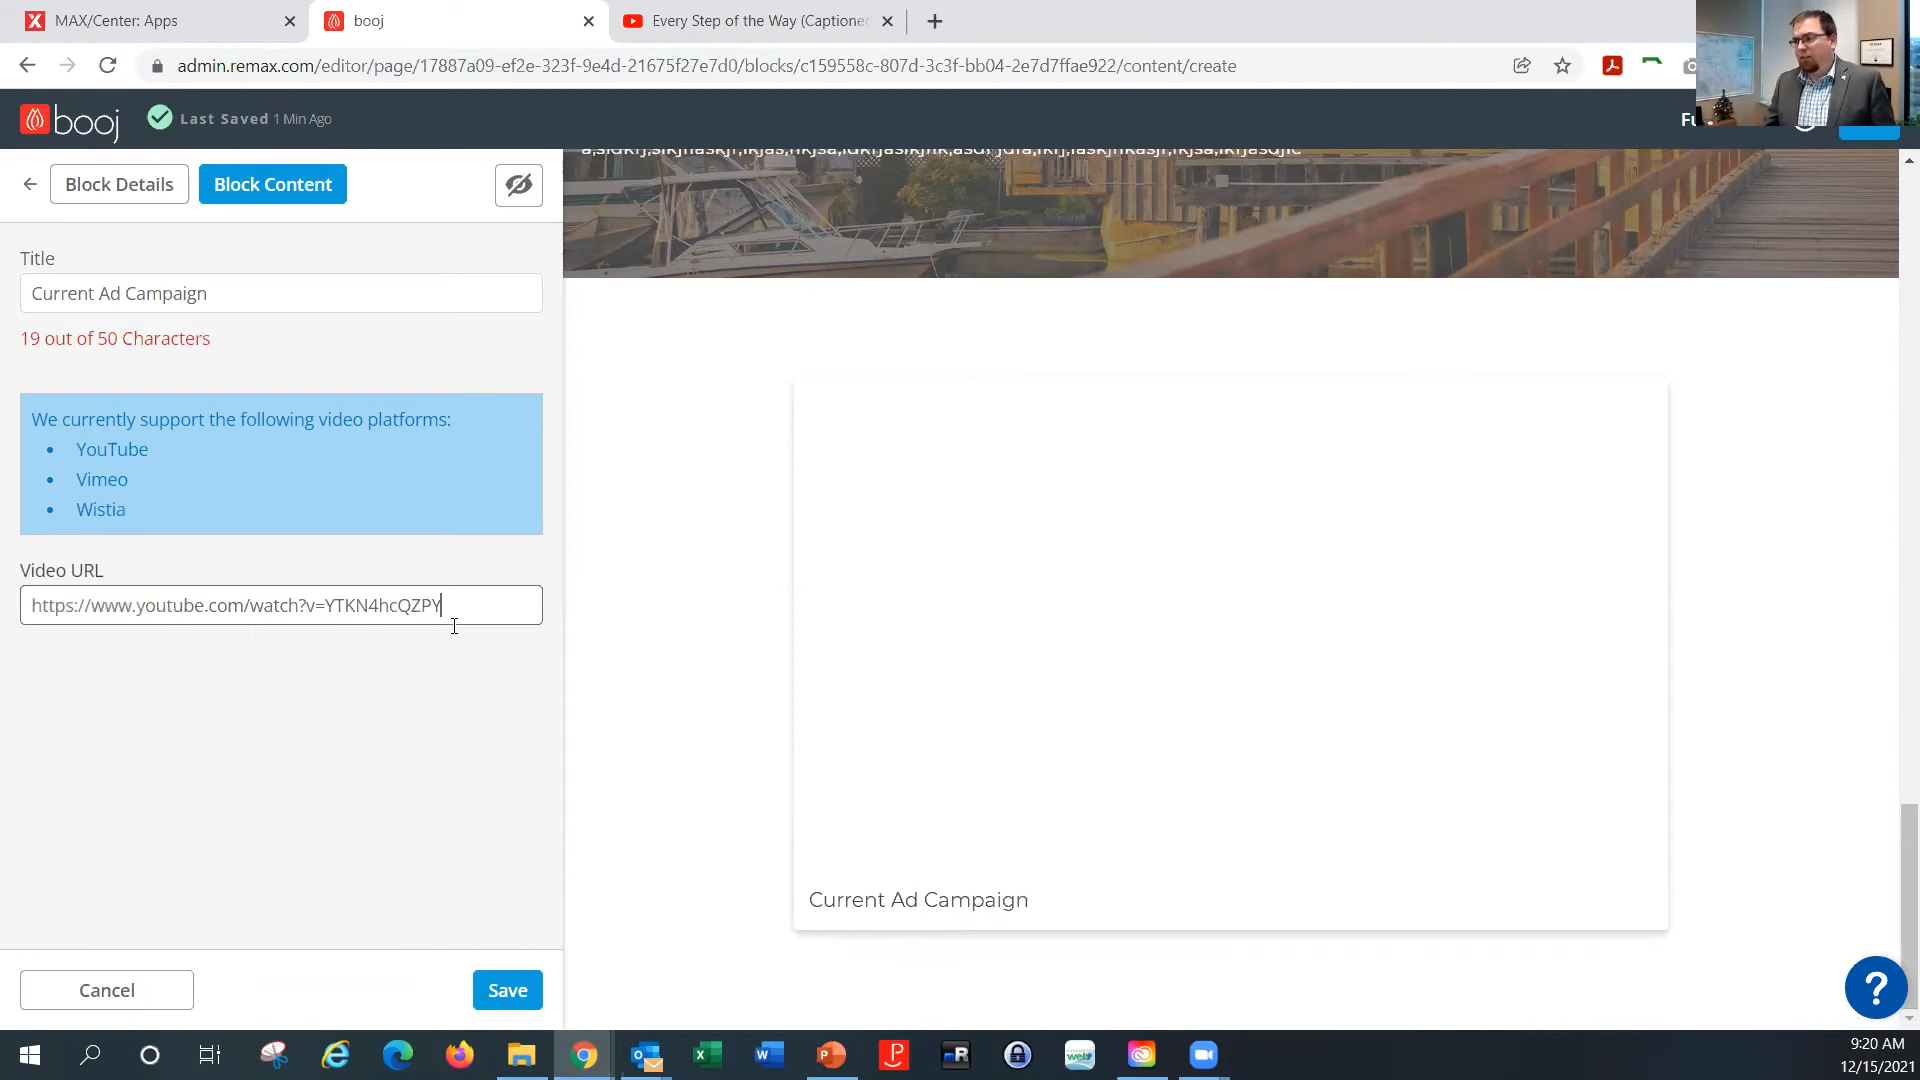 MAX/Center: Apps
booj
Every Step of the Way (Captione
admin.remax.com/editor/page/17887a09-ef2e-323f-9e4d-21675f27e7d0/blocks/c159558c-807d-3c3f-bb04-2e7d7ffae922/content/create
booj
Last Saved 1 Min Ago
Block Details
Block Content
Title
Current Ad Campaign
19 out of 50 Characters
We currently support the following video platforms:
• YouTube
• Vimeo
• Wistia
Video URL
https://www.youtube.com/watch?v=YTKN4hcQZPY
Cancel
Save
Current Ad Campaign
?
9:20 AM
12/15/2021